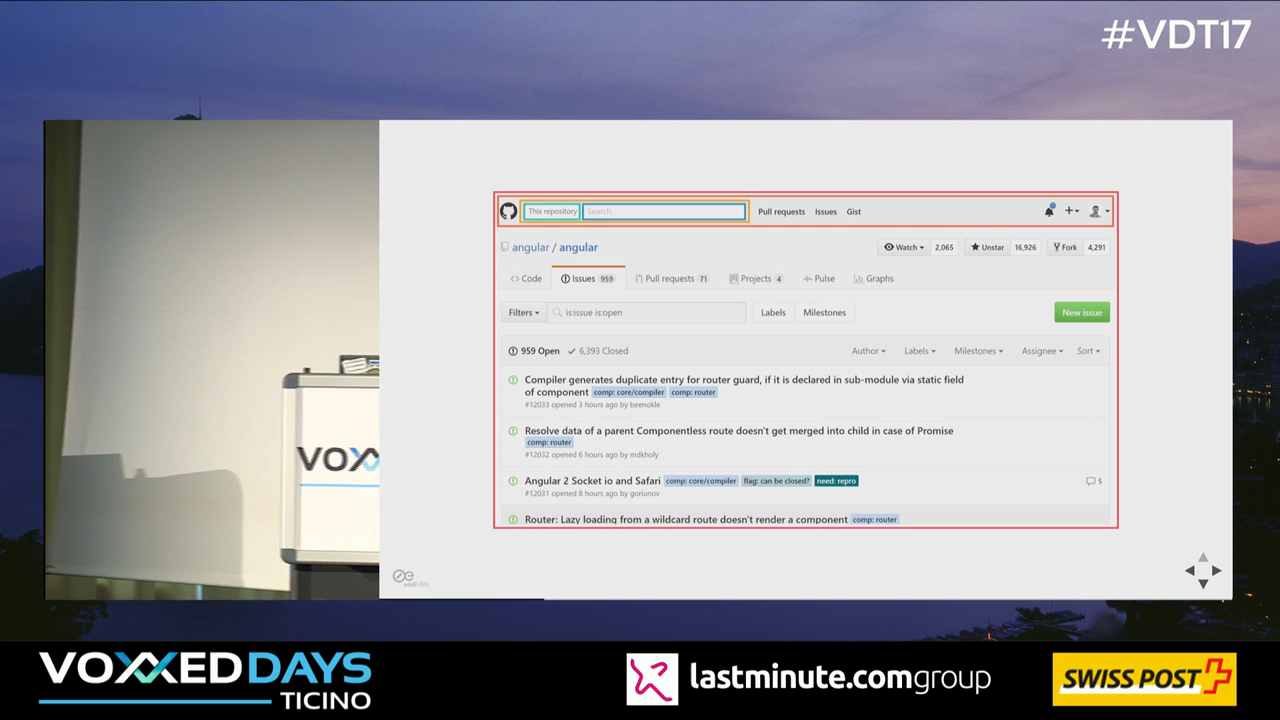 #VDT17
This repository Search Pull requests Issues Gist
angular / angular Watch 2,065 Unstar 16,926 Fork 4,291
Code Issues 959 Pull requests 71 Projects 4 Pulse Graphs
Filters is:issue is:open Labels Milestones New issue
959 Open 6,393 Closed Author Labels Milestones Assignee Sort
Compiler generates duplicate entry for router guard, if it is declared in sub-module via static field
of component comp: core/compiler comp: router
#12033 opened 3 hours ago by beenokle
Resolve data of a parent Componentless route doesn't get merged into child in case of Promise
comp: router
#12032 opened 6 hours ago by mdkholy
Angular 2 Socket io and Safari comp: core/compiler flag: can be closed? need: repro 5
#12031 opened 8 hours ago by goriunov
Router: Lazy loading from a wildcard route doesn't render a component comp: router
VOXX
oddEVEN
VOXXED DAYS
TICINO
lastminute.com group
SWISS POST